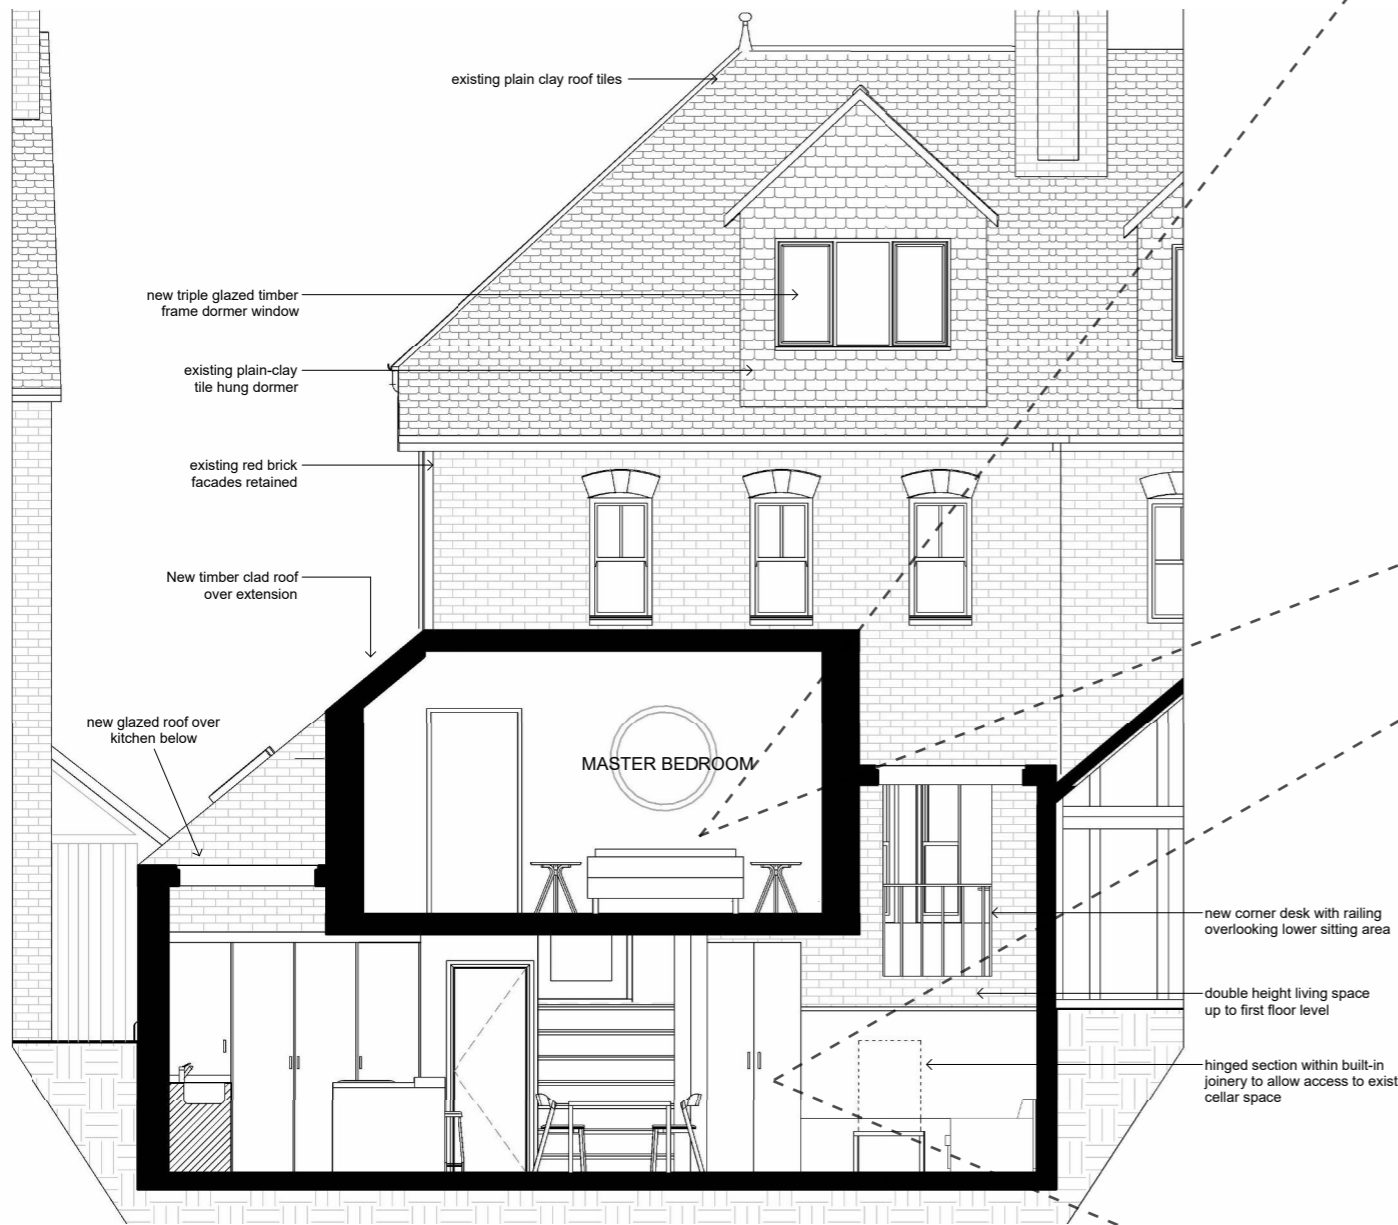 existing plain clay roof tiles
new triple glazed timber
frame dormer window
existing plain-clay
tile hung dormer
existing red brick
facades retained
New timber clad roof
over extension
new glazed roof over
kitchen below
MASTER BEDROOM
new corner desk with railing
overlooking lower sitting area
double height living space
up to first floor level
hinged section within built-in
joinery to allow access to exist
cellar space